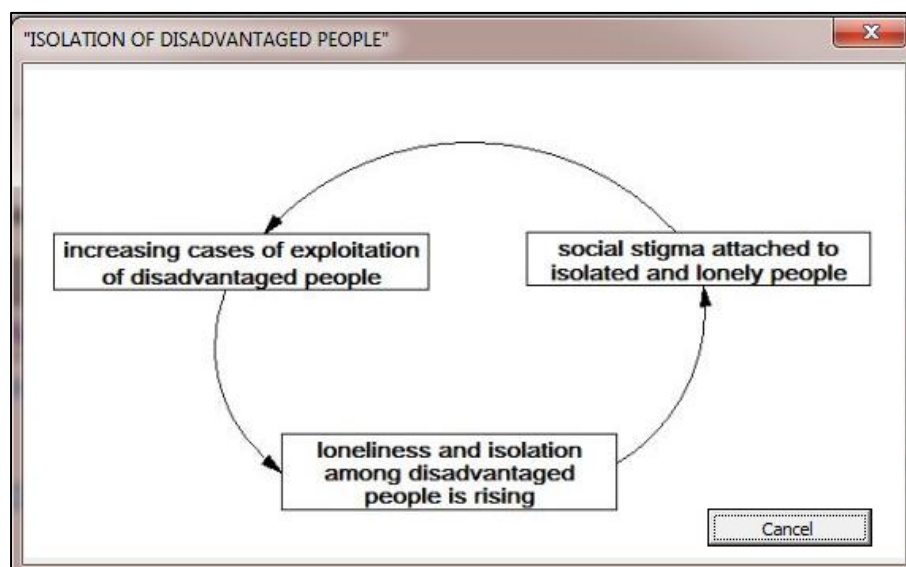 "ISOLATION OF DISADVANTAGED PEOPLE"
increasing cases of exploitation
of disadvantaged people
social stigma attached to
isolated and lonely people
loneliness and isolation
among disadvantaged
people is rising
Cancel